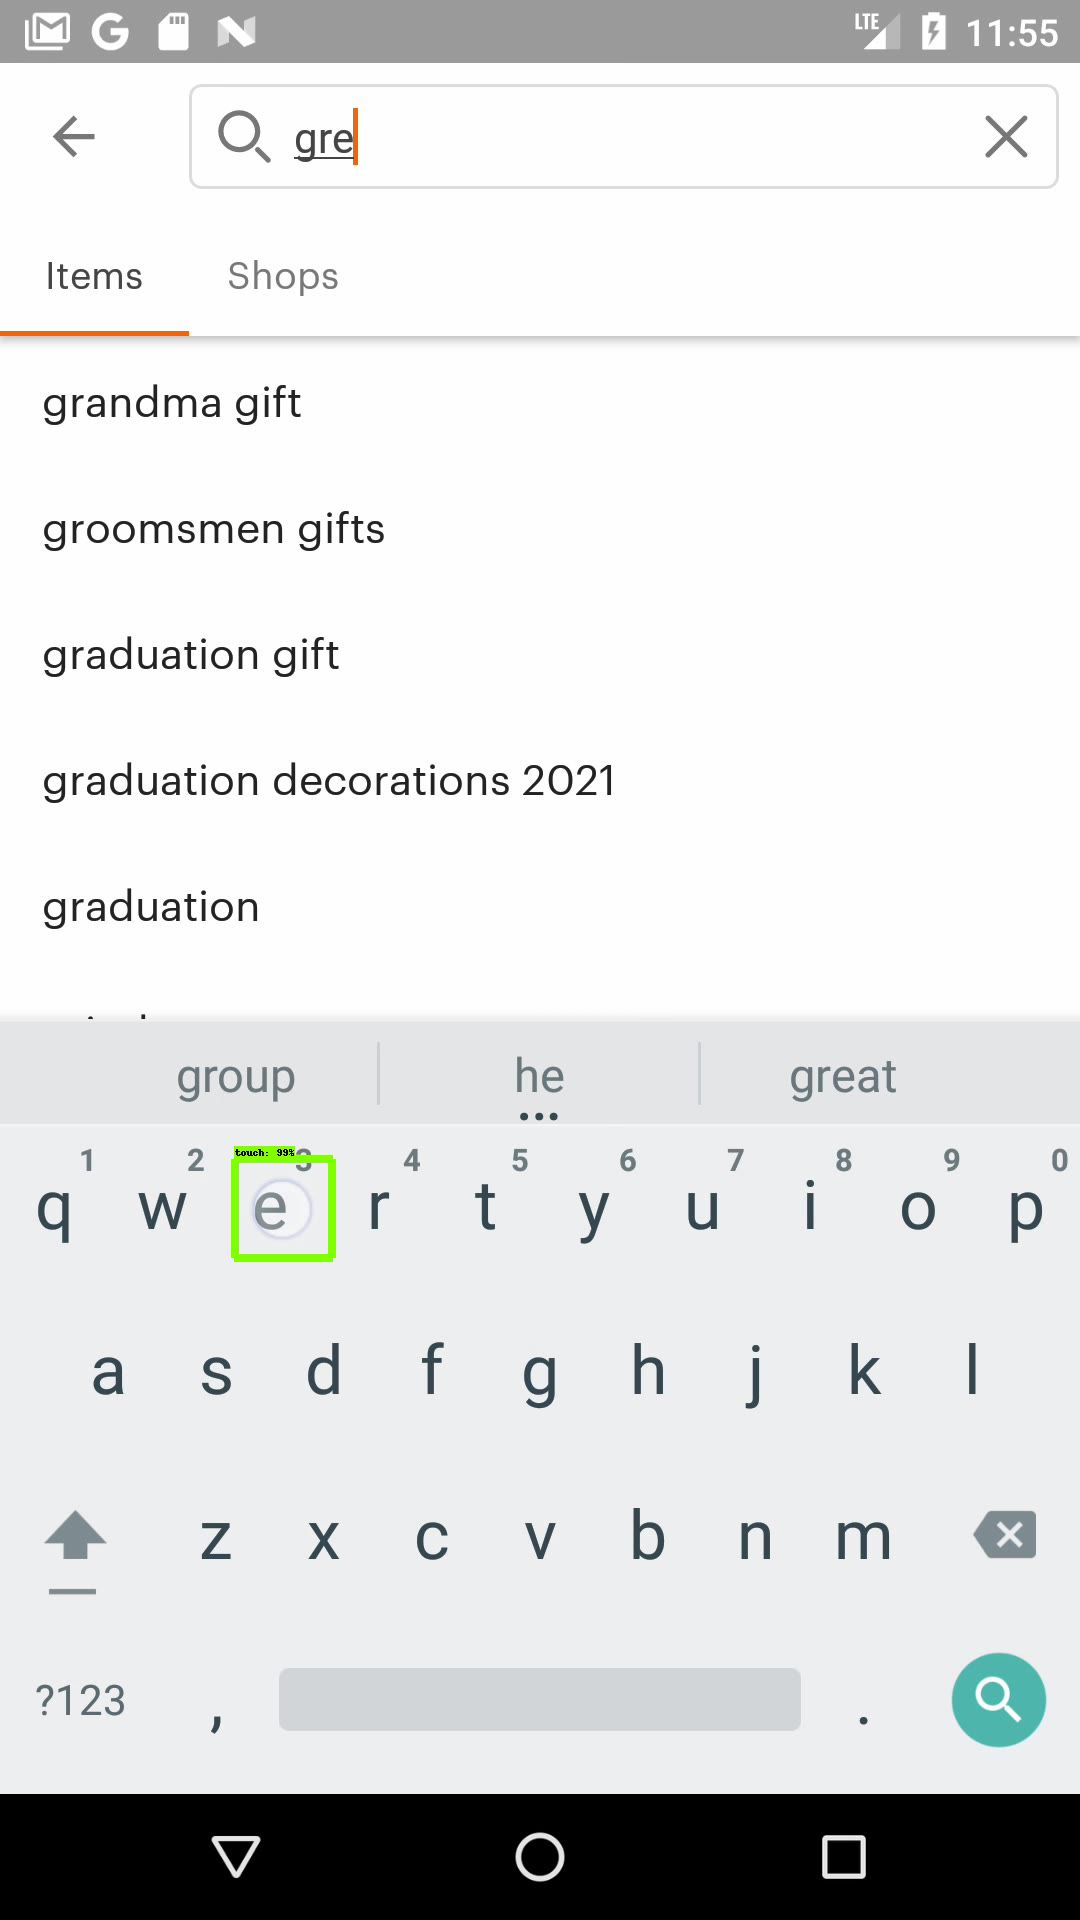 LTE 11:55
gre
Items Shops
grandma gift
groomsmen gifts
graduation gift
graduation decorations 2021
graduation
group he great
touch: 99%
1 2 3 4 5 6 7 8 9 0
q w e r t y u i o p
a s d f g h j k l
z x c v b n m
?123 , .